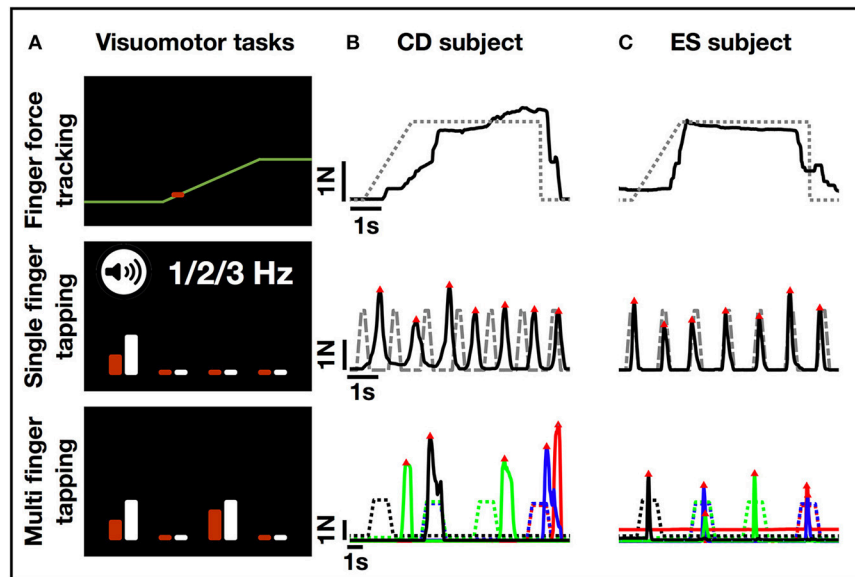 A Visuomotor tasks B CD subject C ES subject
Finger force
tracking
1N
1s
Single finger
tapping
1/2/3 Hz
1N
1s
Multi finger
tapping
1N
1s